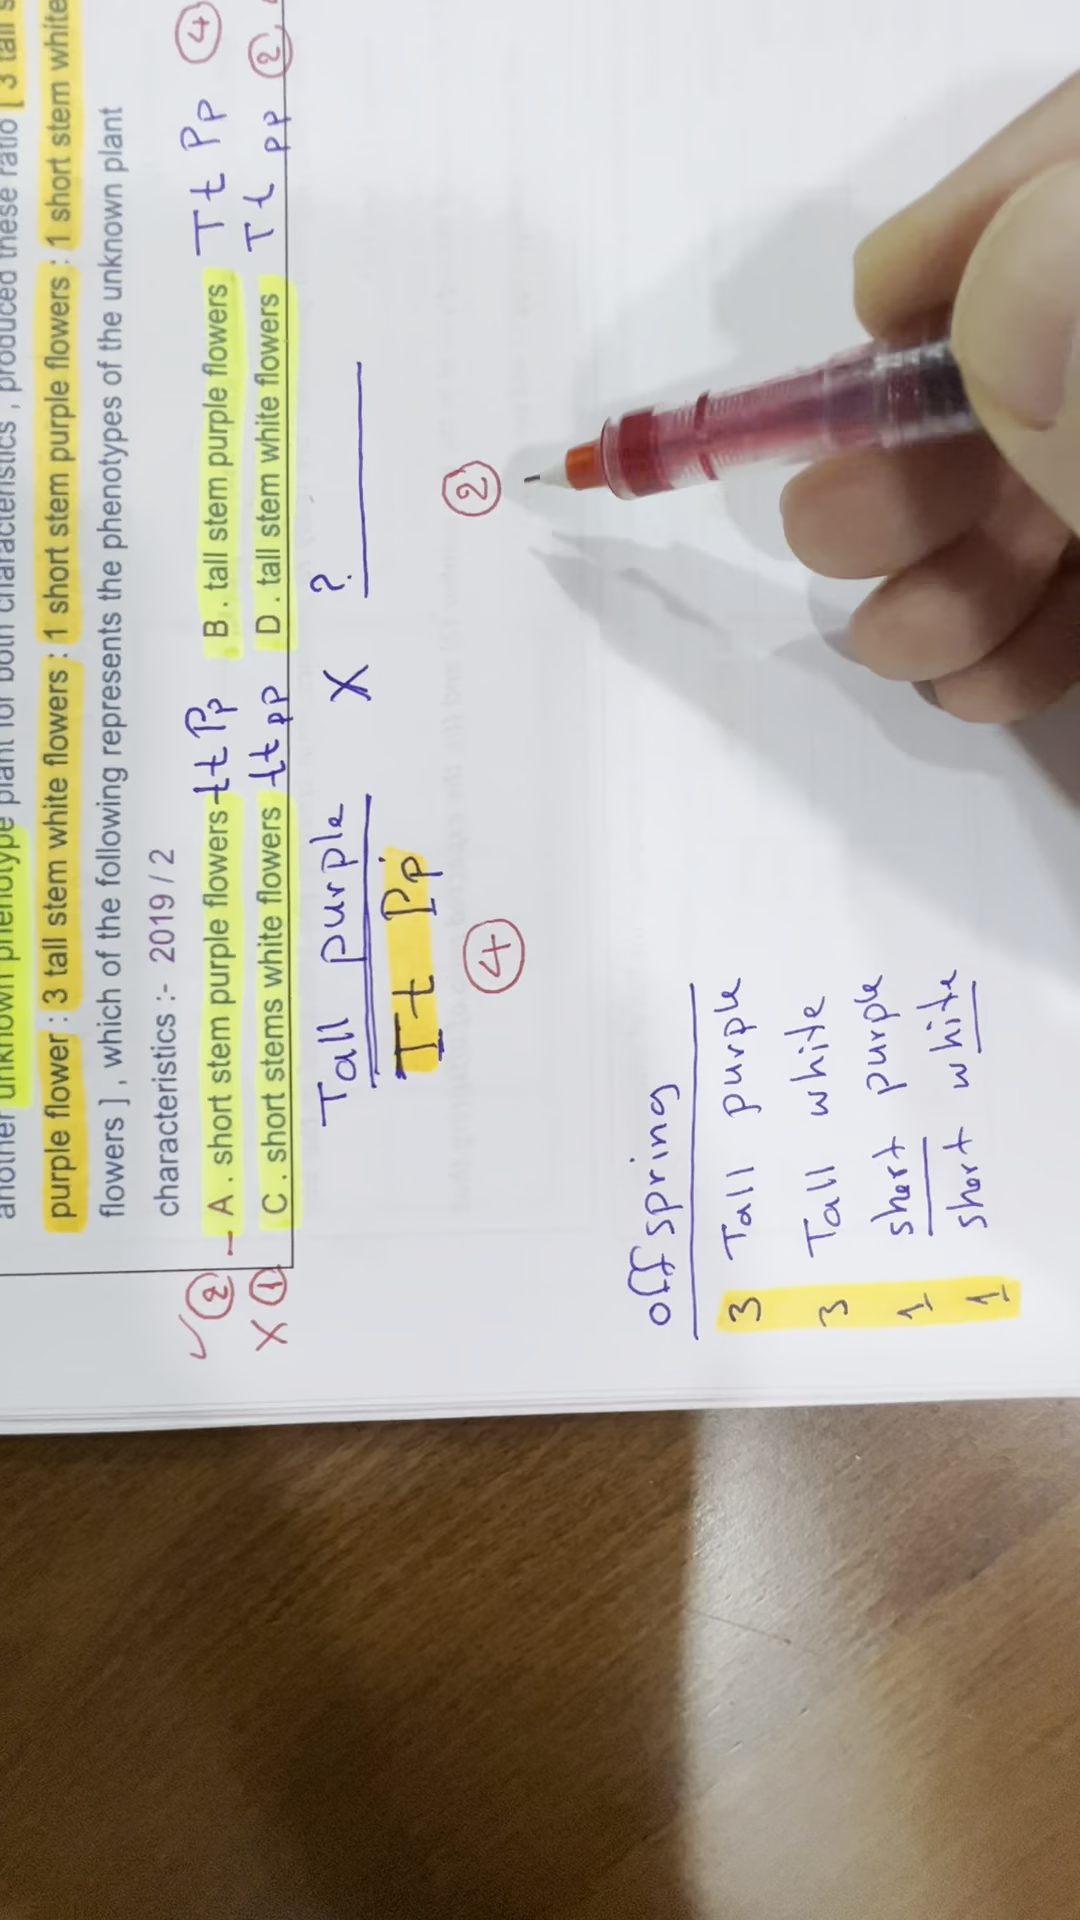 another unknown phenotype plant for both characteristics , produced these ratio [ 3 tall
purple flower : 3 tall stem white flowers : 1 short stem purple flowers : 1 short stem white
flowers ] , which of the following represents the phenotypes of the unknown plant
characteristics :- 2019 / 2
✓ ② - A . short stem purple flowers tt Pp B . tall stem purple flowers Tt Pp ④
X ① C . short stems white flowers tt pp D . tall stem white flowers Tt pp ②
Tall purple X ?
Tt Pp
④ ②
offspring
3 Tall purple
3 Tall white
1 short purple
1 short white